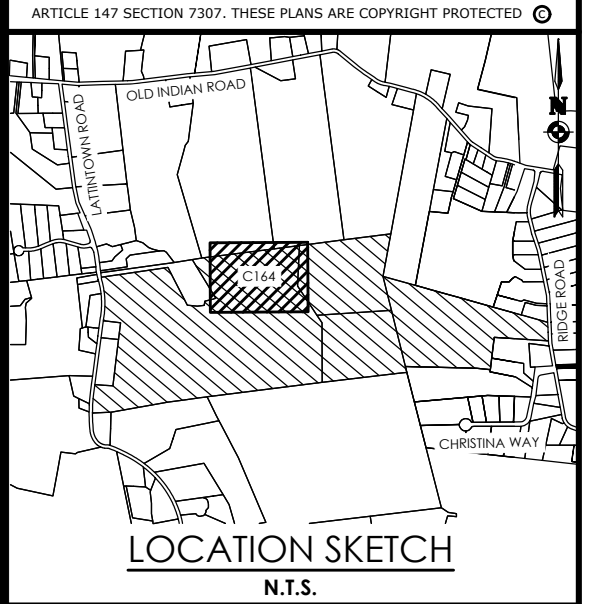 ARTICLE 147 SECTION 7307. THESE PLANS ARE COPYRIGHT PROTECTED ©
OLD INDIAN ROAD
LATTINTOWN ROAD
N
C164
RIDGE ROAD
CHRISTINA WAY
LOCATION SKETCH
N.T.S.